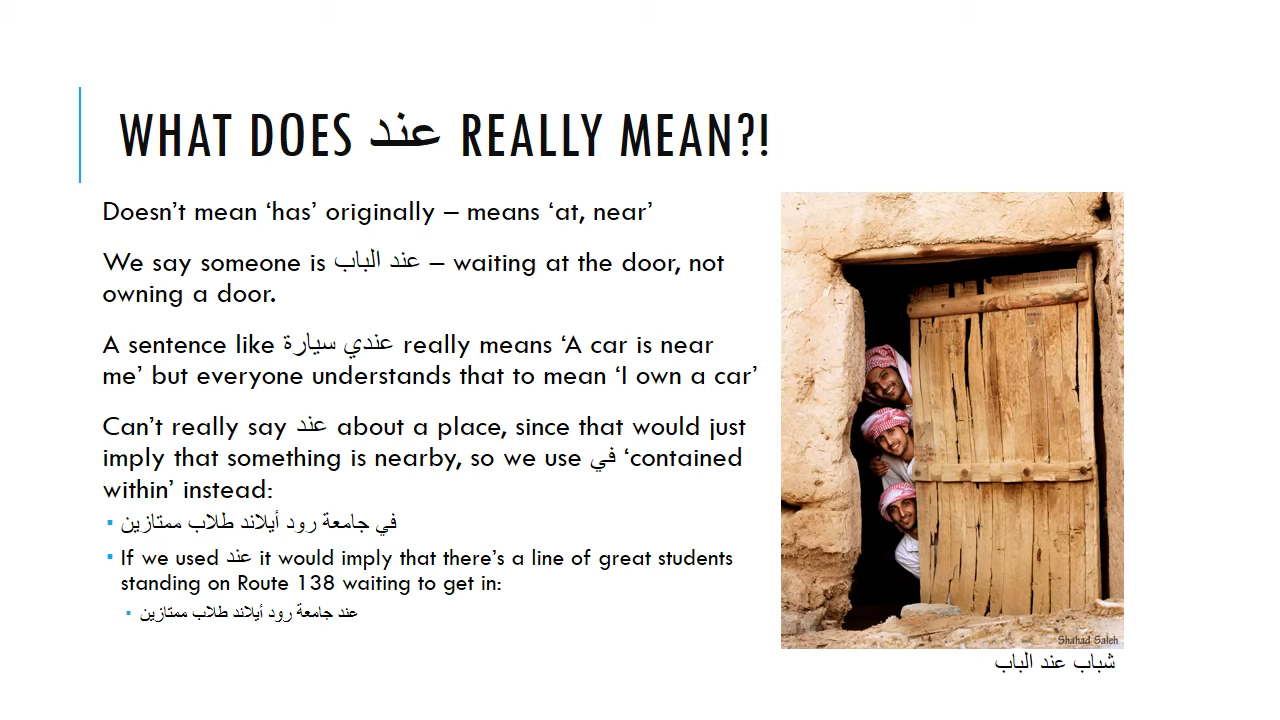 WHAT DOES عند REALLY MEAN?!
Doesn’t mean ‘has’ originally – means ‘at, near’
We say someone is عند الباب – waiting at the door, not
owning a door.
A sentence like عندي سيارة really means ‘A car is near
me’ but everyone understands that to mean ‘I own a car’
Can’t really say عند about a place, since that would just
imply that something is nearby, so we use في ‘contained
within’ instead:
في جامعة رود أيلاند طلاب ممتازين
If we used عند it would imply that there’s a line of great students
standing on Route 138 waiting to get in:
عند جامعة رود أيلاند طلاب ممتازين
Shahad Saleh
شباب عند الباب